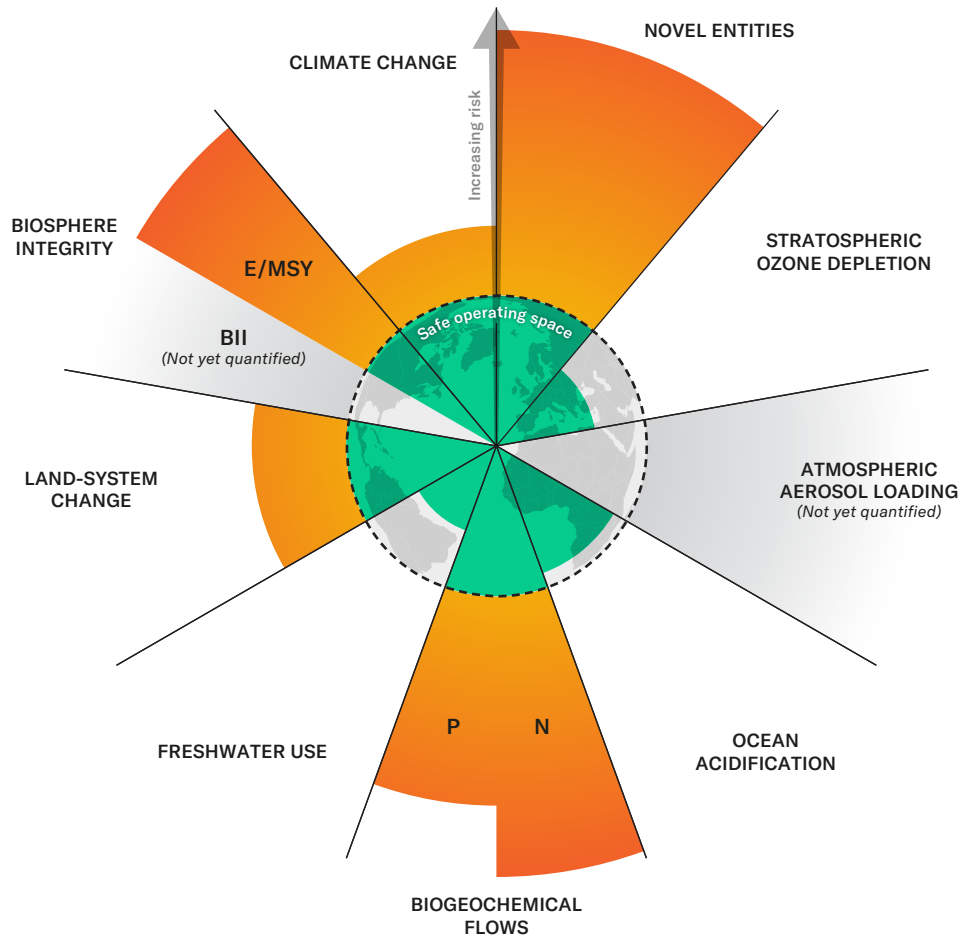 NOVEL ENTITIES
CLIMATE CHANGE
Increasing risk
BIOSPHERE
INTEGRITY
STRATOSPHERIC
OZONE DEPLETION
E/MSY
Safe operating space
BII
(Not yet quantified)
LAND-SYSTEM
CHANGE
ATMOSPHERIC
AEROSOL LOADING
(Not yet quantified)
P
N
FRESHWATER USE
OCEAN
ACIDIFICATION
BIOGEOCHEMICAL
FLOWS